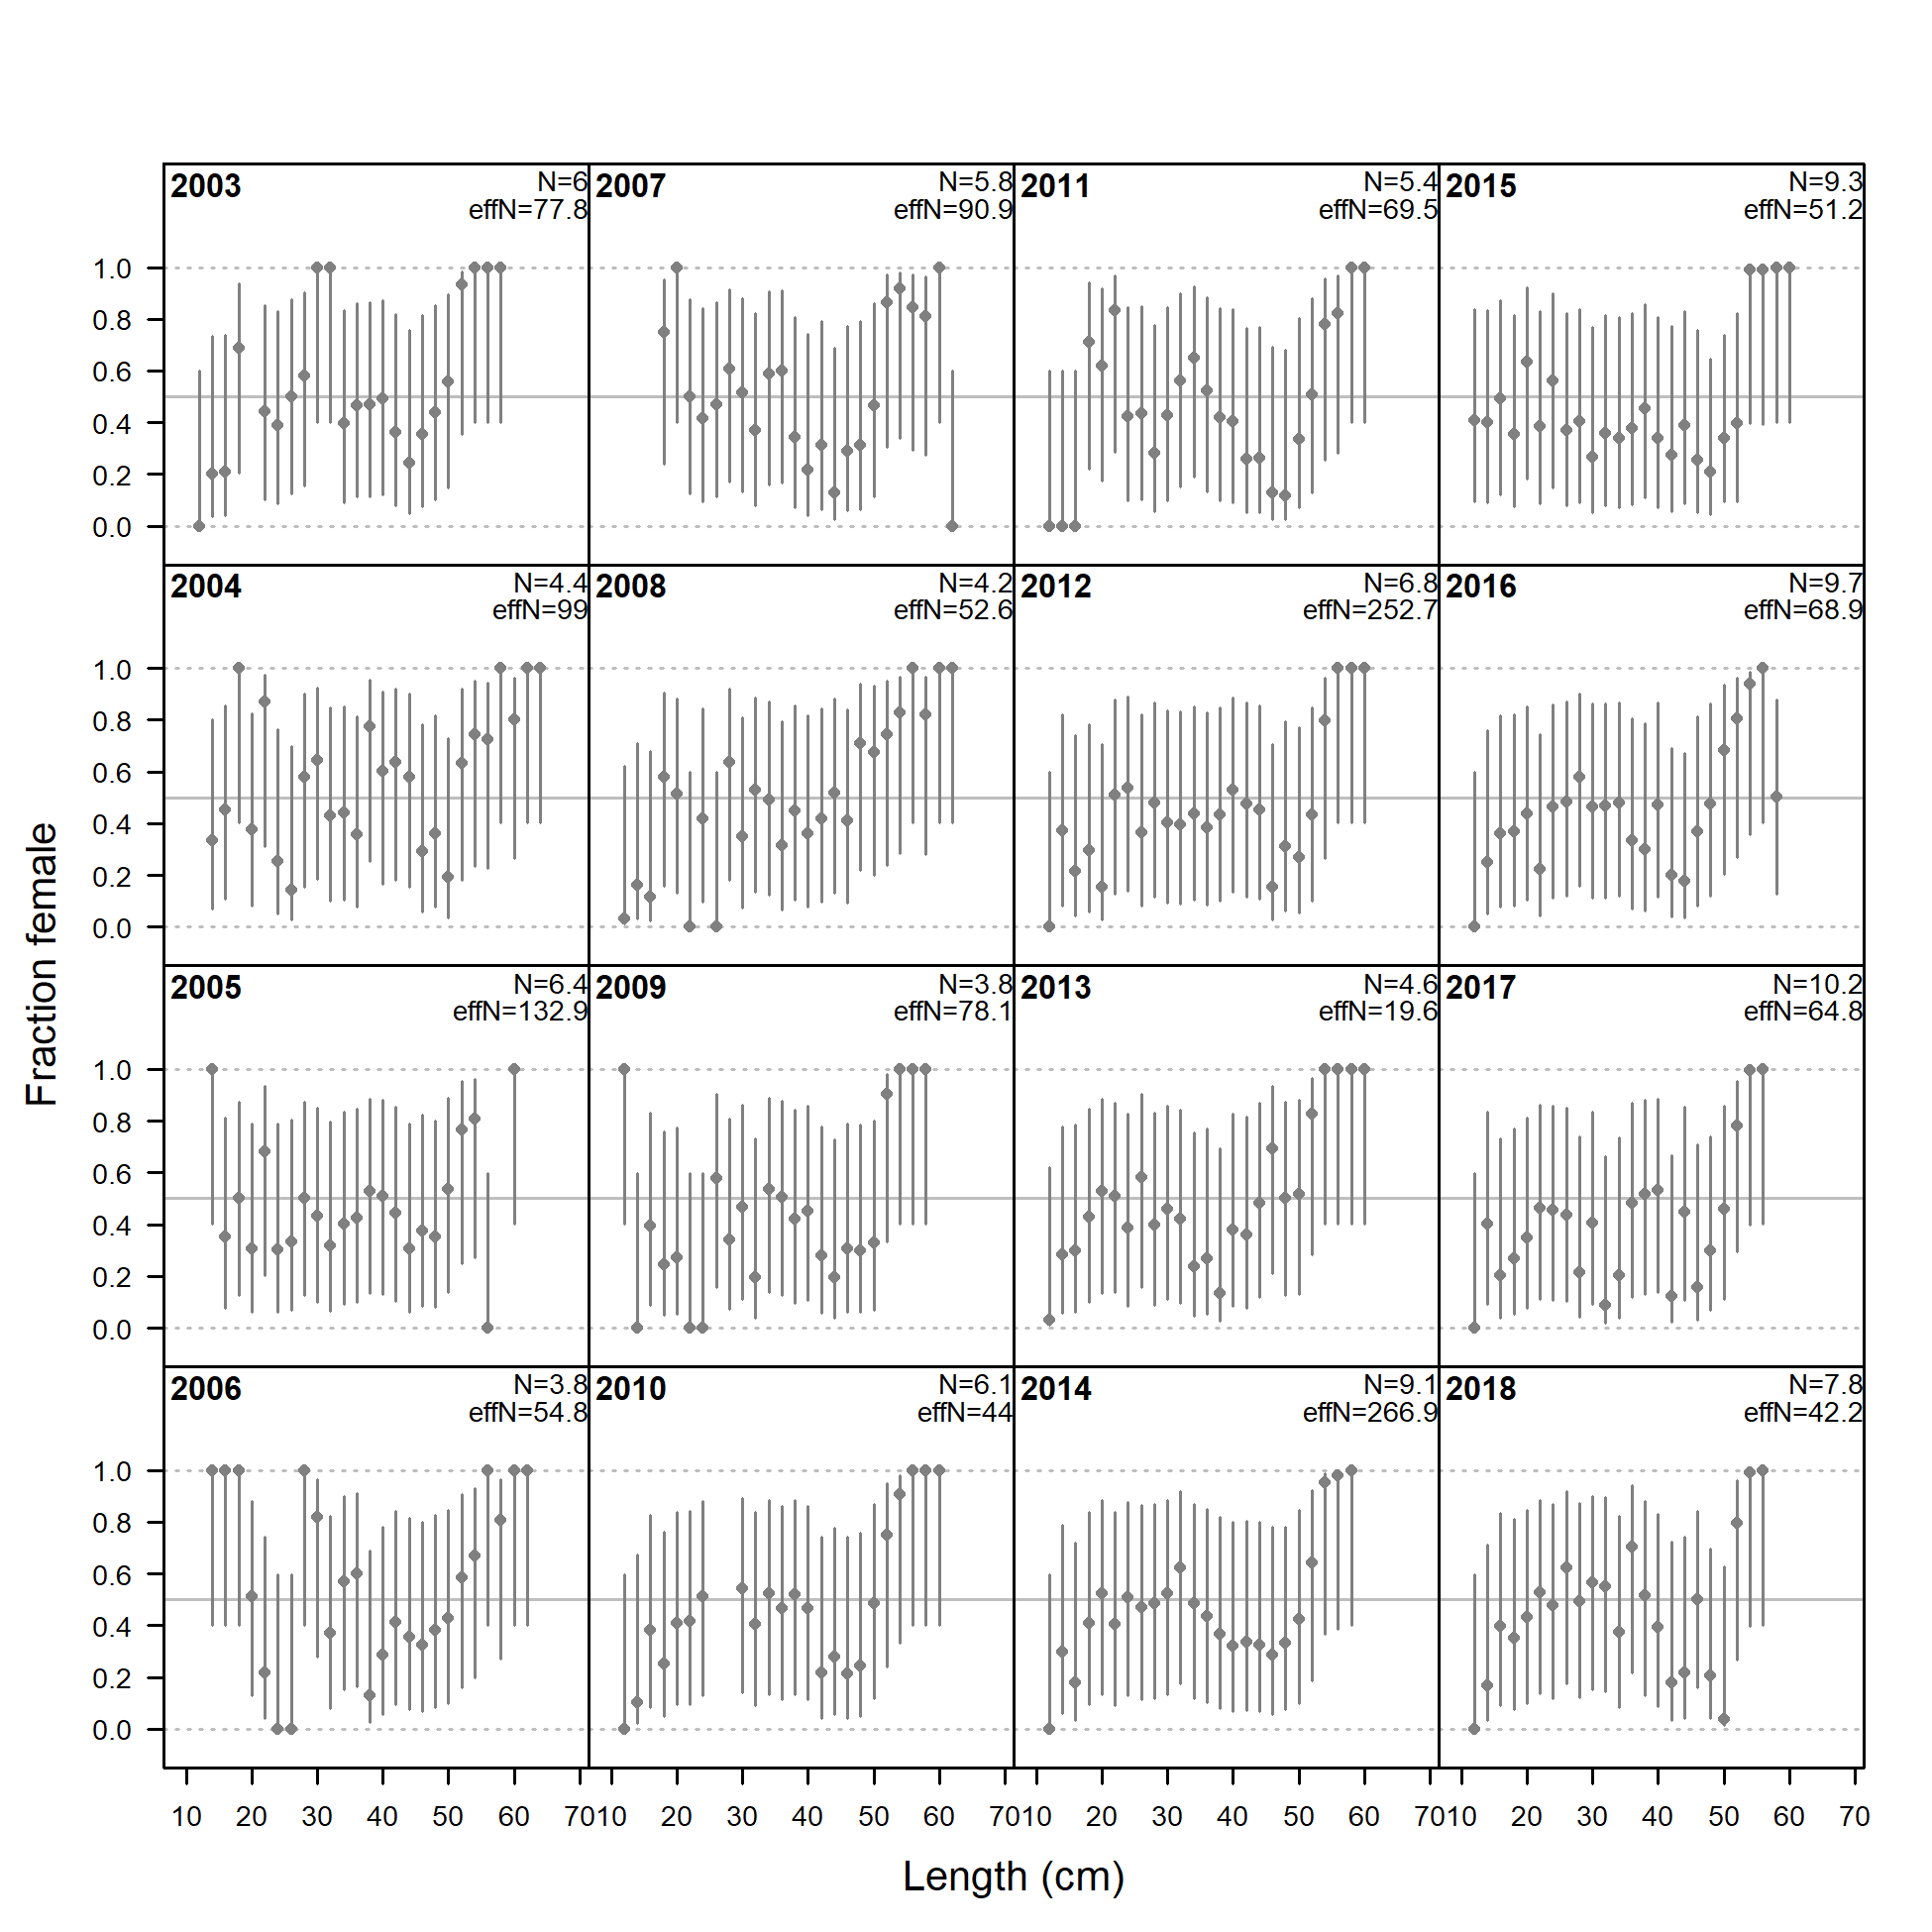 2003 N=6 2007 N=5.8 2011 N=5.4 2015 N=9.3
effN=77.8 effN=90.9 effN=69.5 effN=51.2
1.0
0.8
0.6
0.4
0.2
0.0
2004 N=4.4 2008 N=4.2 2012 N=6.8 2016 N=9.7
effN=99 effN=52.6 effN=252.7 effN=68.9
1.0
0.8
0.6
0.4
0.2
0.0
Fraction female
2005 N=6.4 2009 N=3.8 2013 N=4.6 2017 N=10.2
effN=132.9 effN=78.1 effN=19.6 effN=64.8
1.0
0.8
0.6
0.4
0.2
0.0
2006 N=3.8 2010 N=6.1 2014 N=9.1 2018 N=7.8
effN=54.8 effN=44 effN=266.9 effN=42.2
1.0
0.8
0.6
0.4
0.2
0.0
10 20 30 40 50 60 70 10 20 30 40 50 60 70 10 20 30 40 50 60 70 10 20 30 40 50 60 70
Length (cm)